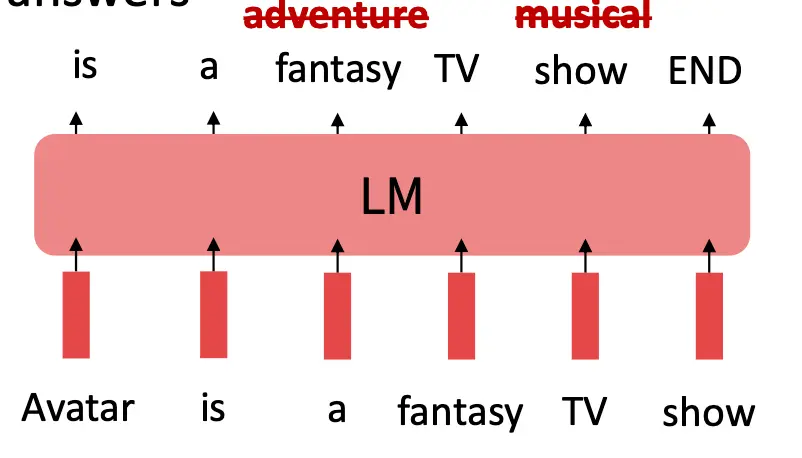 answers
adventure musical
is a fantasy TV show END
LM
Avatar is a fantasy TV show